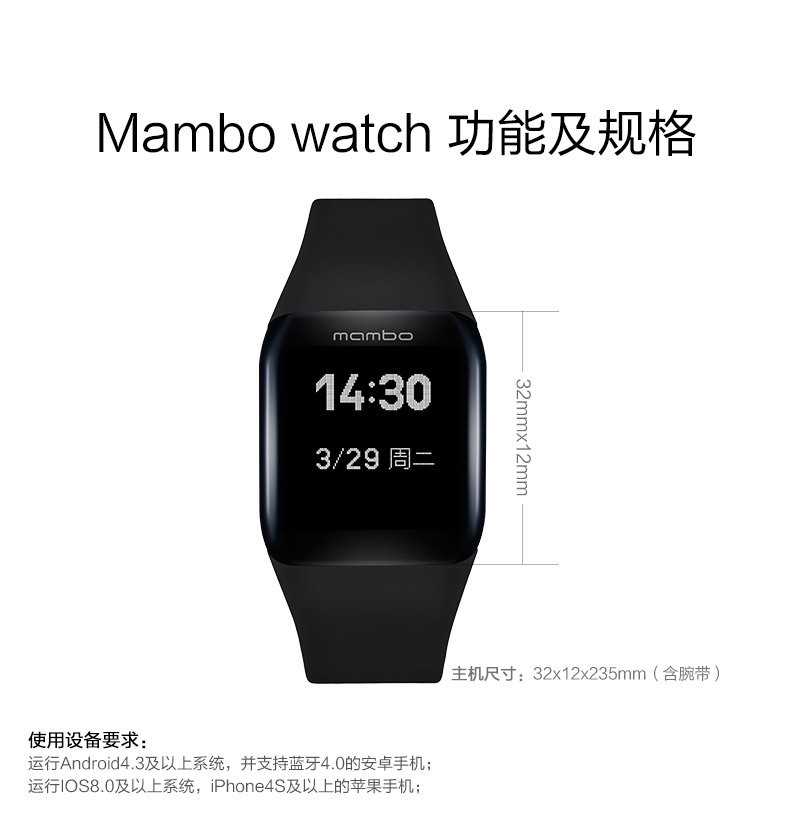 Mambo watch 功能及规格
mambo
14:30
3/29 周二
32mmx12mm
主机尺寸：32x12x235mm（含腕带）
使用设备要求：
运行Android4.3及以上系统，并支持蓝牙4.0的安卓手机；
运行IOS8.0及以上系统，iPhone4S及以上的苹果手机；